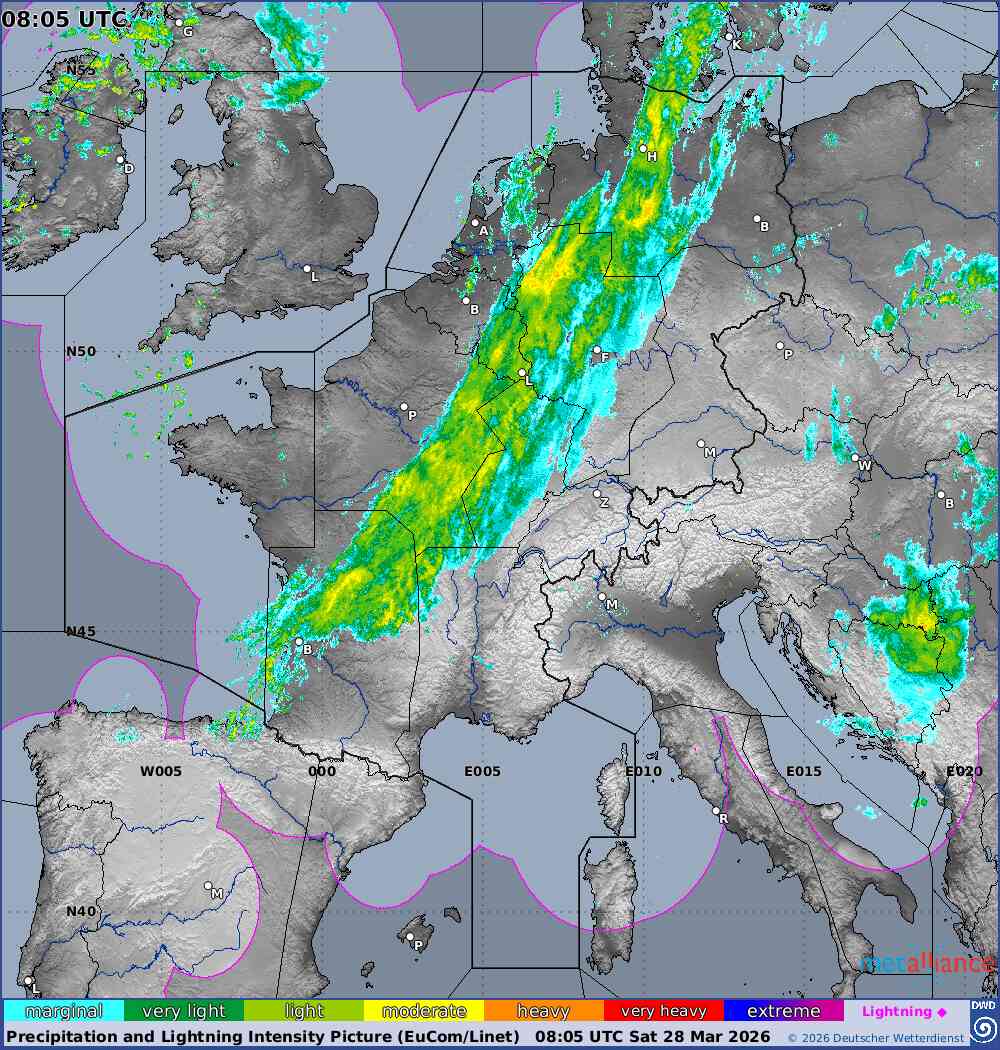 08:05 UTC
G
K
N55
H
D
A
B
L
B
N50
P
F
L
P
M
W
Z
B
M
N45
B
W005
000
E005
E010
E015
E020
R
M
N40
P
metalliance
L
marginal very light light moderate heavy very heavy extreme Lightning ◆ DWD
Precipitation and Lightning Intensity Picture (EuCom/Linet) 08:05 UTC Sat 28 Mar 2026 © 2026 Deutscher Wetterdienst